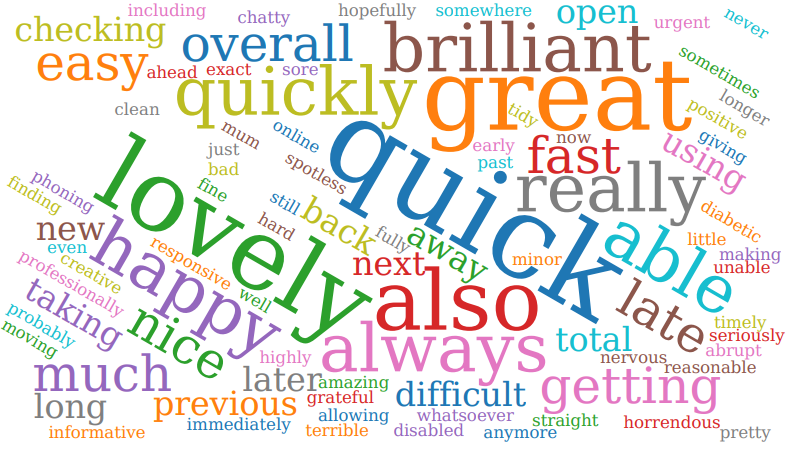 including
chatty
hopefully
somewhere
open
urgent
never
checking
overall
brilliant
easy
ahead
exact
sore
sometimes
quickly
great
longer
clean
tidy
positive
mum
online
quick
now
giving
just
spotless
early
past
fast
using
bad
lovely
fine
really
phoning
finding
still
back
diabetic
new
happy
hard
fully
away
able
little
even
responsive
creative
next
minor
making
unable
professionally
well
also
late
taking
nice
probably
moving
timely
always
total
seriously
highly
nervous
abrupt
reasonable
much
later
amazing
difficult
getting
long
previous
grateful
allowing
whatsoever
straight
immediately
horrendous
informative
terrible
disabled
anymore
pretty